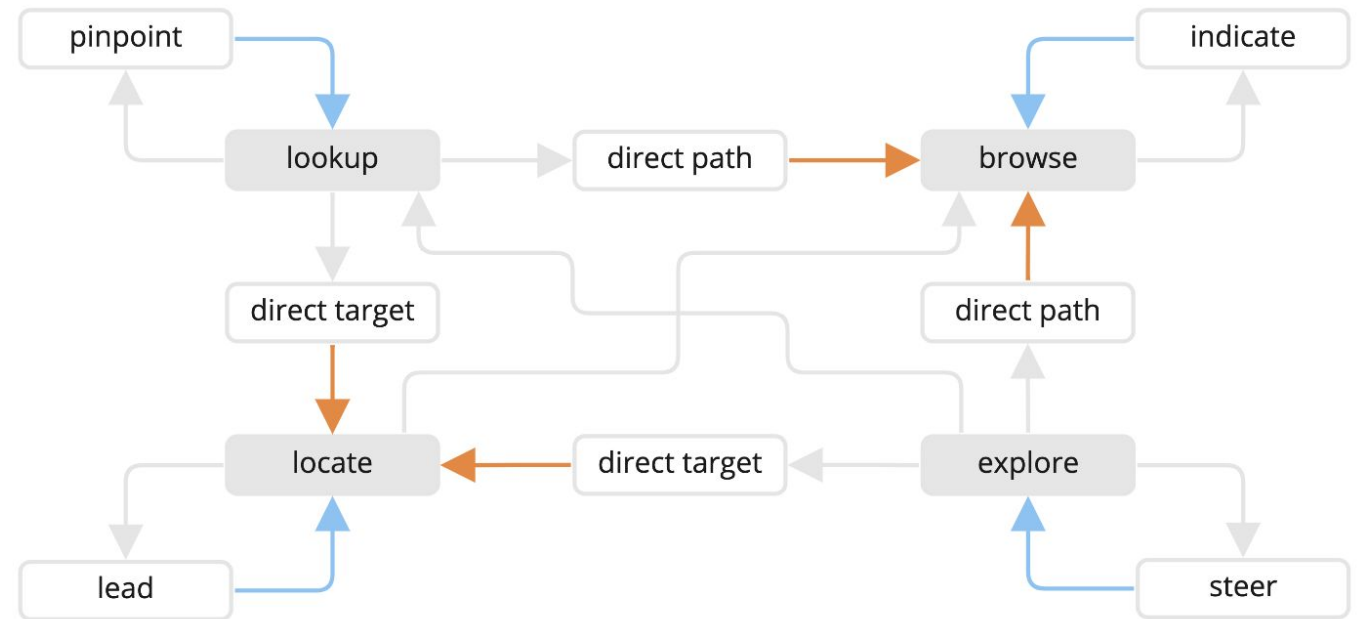 pinpoint
indicate
lookup
direct path
browse
direct target
direct path
locate
direct target
explore
lead
steer